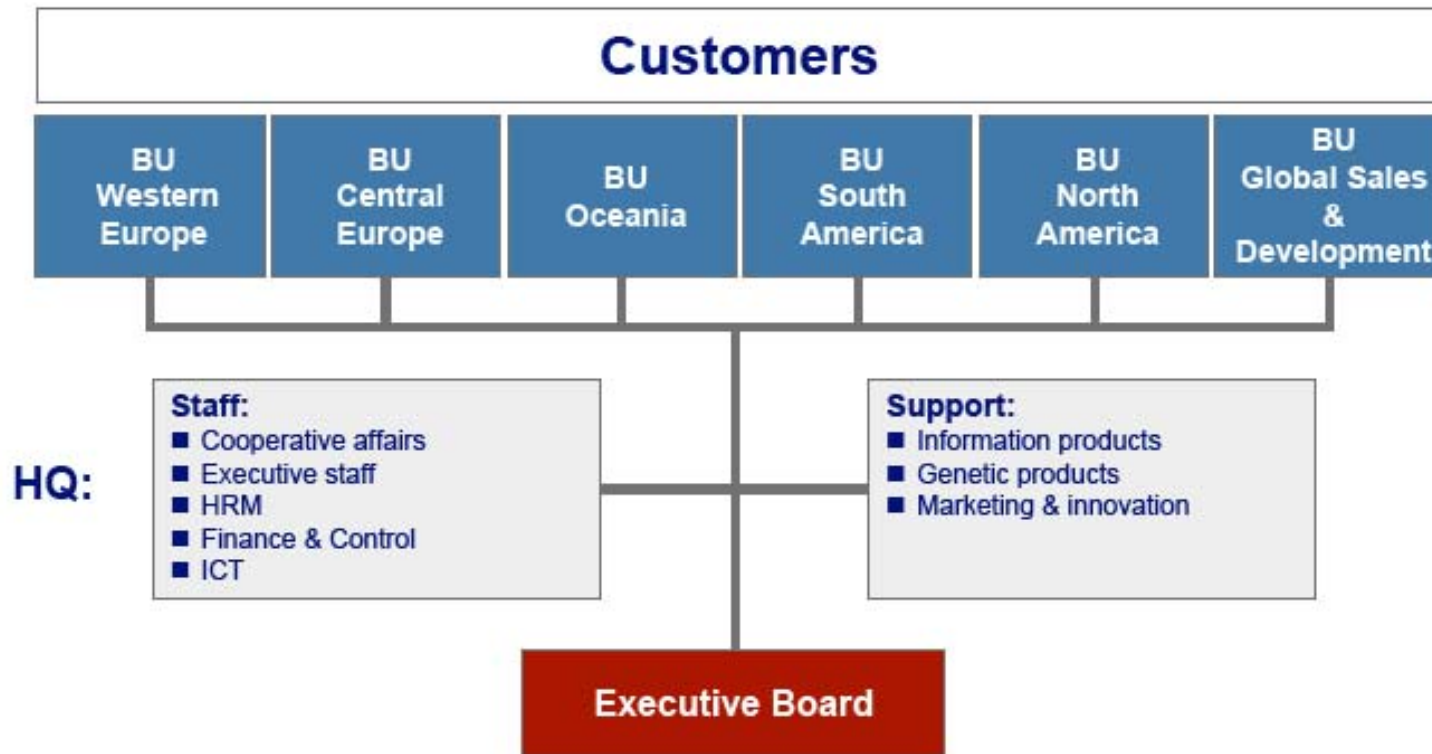 Customers
BU
Western
Europe
BU
Central
Europe
BU
Oceania
BU
South
America
BU
North
America
BU
Global Sales
&
Development
HQ:
Staff:
■ Cooperative affairs
■ Executive staff
■ HRM
■ Finance & Control
■ ICT
Support:
■ Information products
■ Genetic products
■ Marketing & innovation
Executive Board